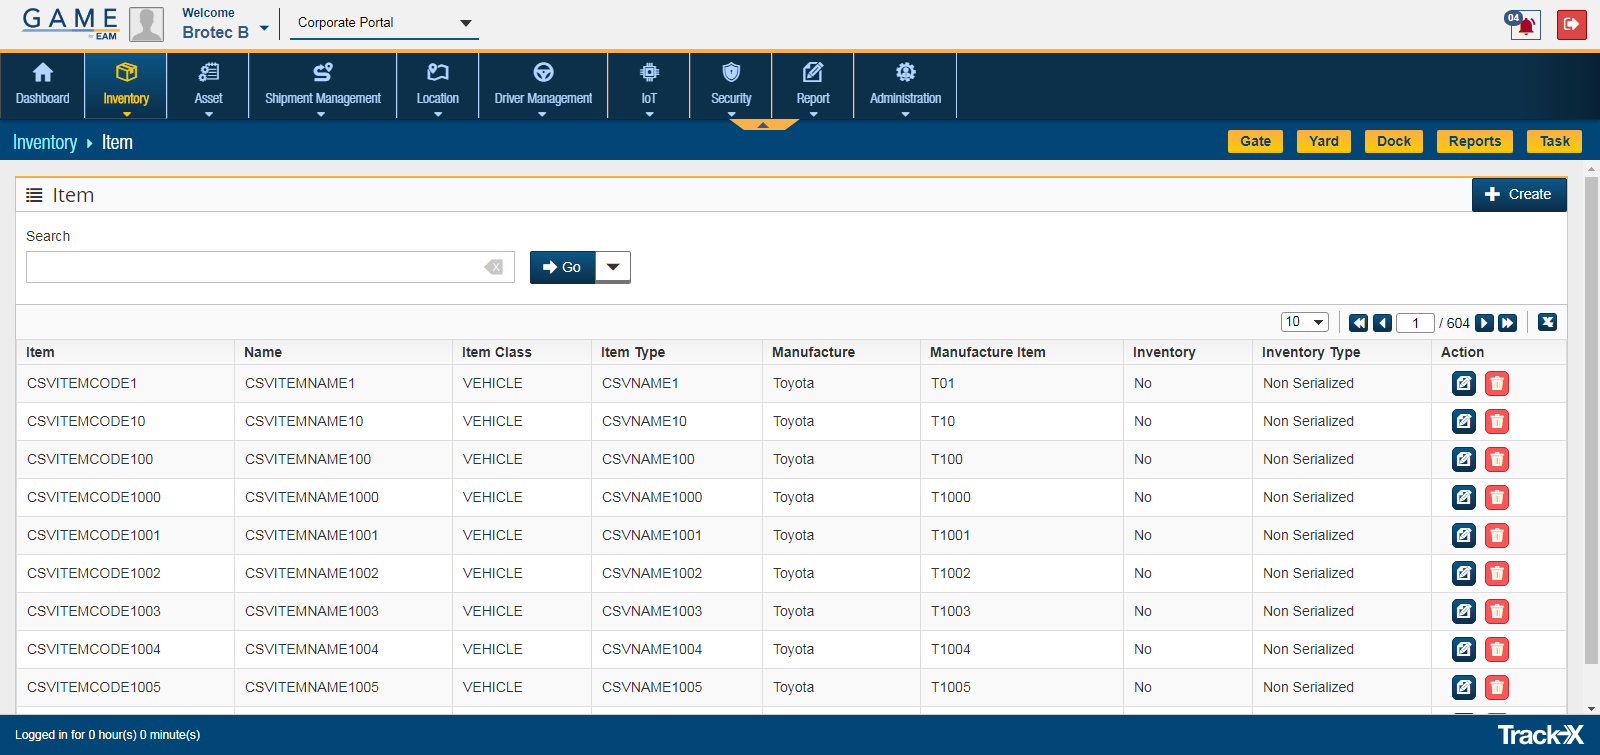 GAME
EAM
Welcome
Brotec B
Corporate Portal
04
Dashboard
Inventory
Asset
Shipment Management
Location
Driver Management
IoT
Security
Report
Administration
Inventory Item
Gate
Yard
Dock
Reports
Task
Item
Create
Search
Go
10
1 / 604
Item Name Item Class Item Type Manufacture Manufacture Item Inventory Inventory Type Action
CSVITEMCODE1 CSVITEMNAME1 VEHICLE CSVNAME1 Toyota T01 No Non Serialized
CSVITEMCODE10 CSVITEMNAME10 VEHICLE CSVNAME10 Toyota T10 No Non Serialized
CSVITEMCODE100 CSVITEMNAME100 VEHICLE CSVNAME100 Toyota T100 No Non Serialized
CSVITEMCODE1000 CSVITEMNAME1000 VEHICLE CSVNAME1000 Toyota T1000 No Non Serialized
CSVITEMCODE1001 CSVITEMNAME1001 VEHICLE CSVNAME1001 Toyota T1001 No Non Serialized
CSVITEMCODE1002 CSVITEMNAME1002 VEHICLE CSVNAME1002 Toyota T1002 No Non Serialized
CSVITEMCODE1003 CSVITEMNAME1003 VEHICLE CSVNAME1003 Toyota T1003 No Non Serialized
CSVITEMCODE1004 CSVITEMNAME1004 VEHICLE CSVNAME1004 Toyota T1004 No Non Serialized
CSVITEMCODE1005 CSVITEMNAME1005 VEHICLE CSVNAME1005 Toyota T1005 No Non Serialized
Logged in for 0 hour(s) 0 minute(s)
Track-X